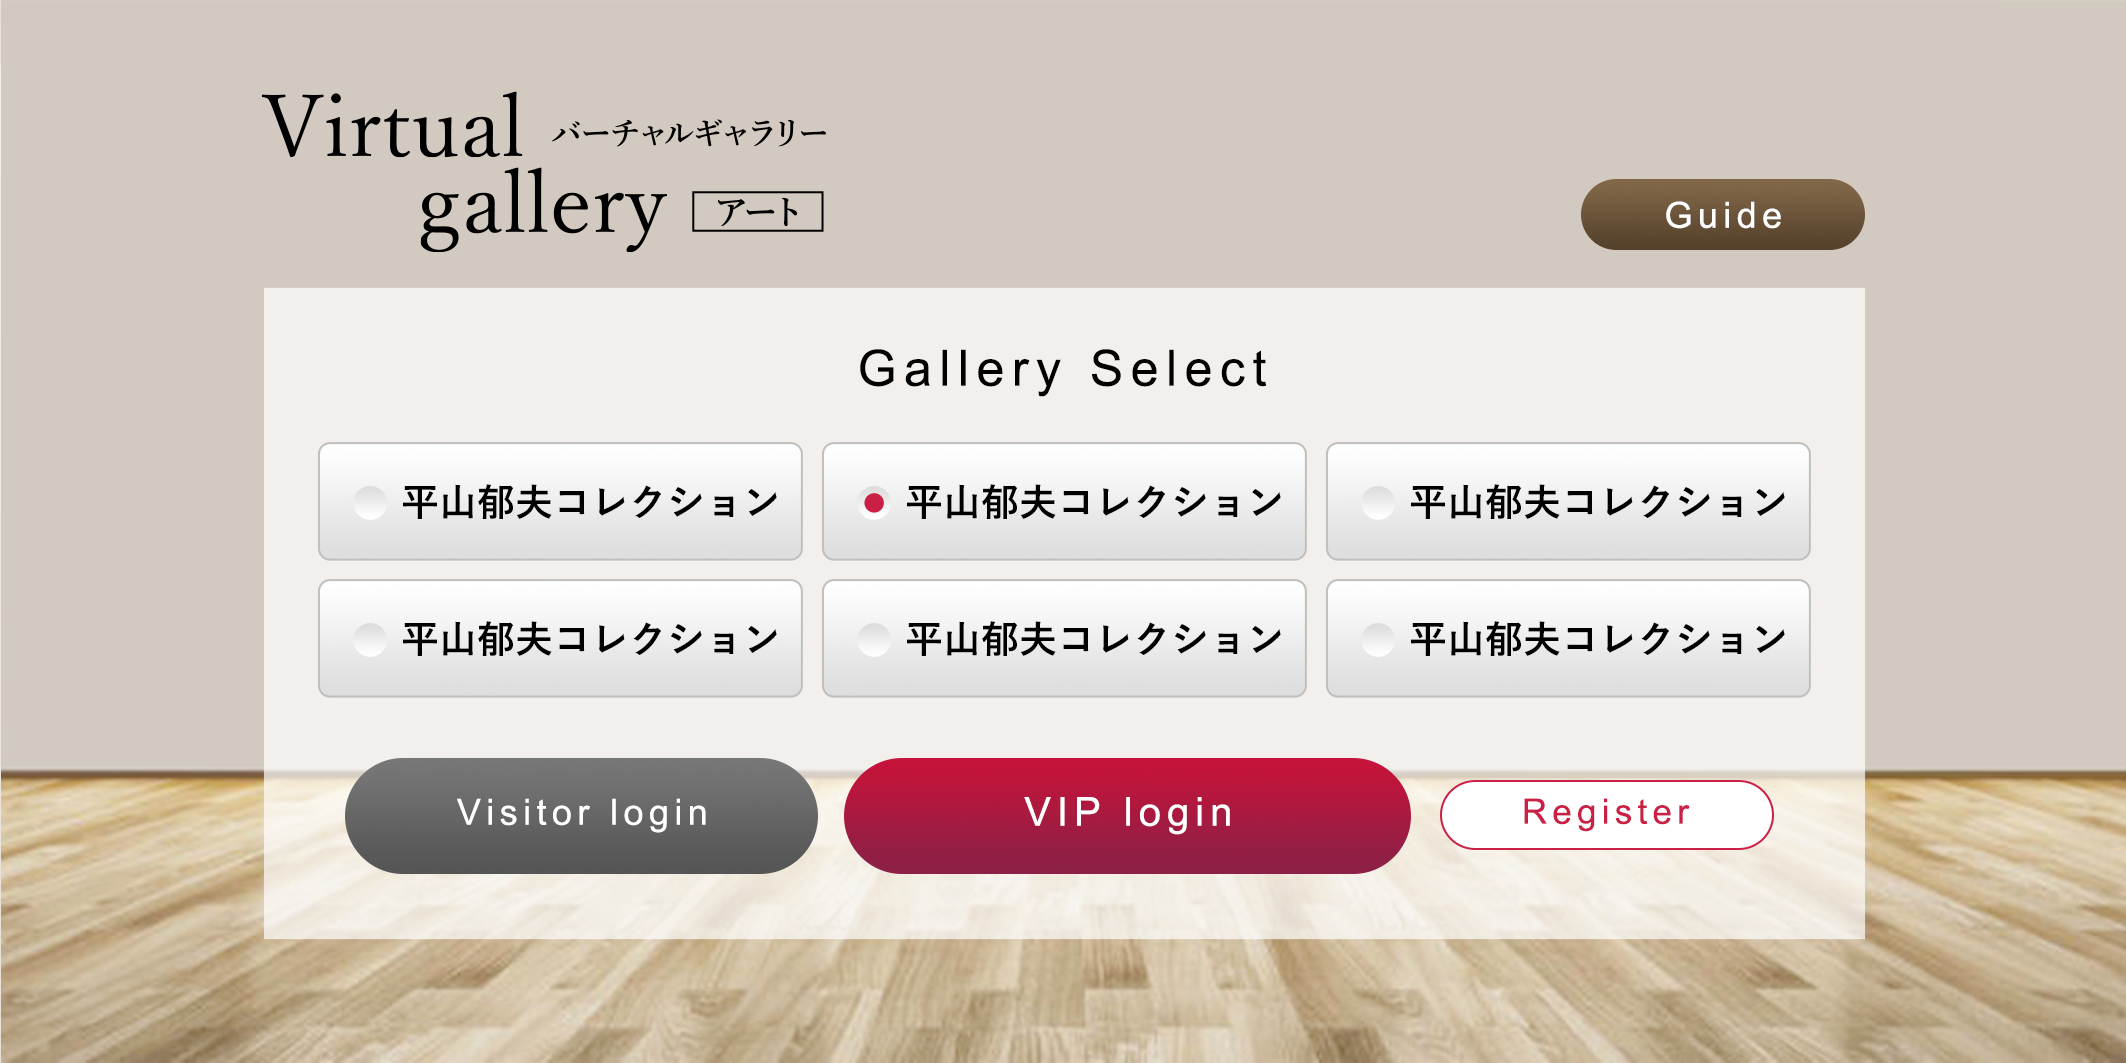 Virtual バーチャルギャラリー
gallery アート
Guide
Gallery Select
平山郁夫コレクション 平山郁夫コレクション 平山郁夫コレクション
平山郁夫コレクション 平山郁夫コレクション 平山郁夫コレクション
Visitor login VIP login Register